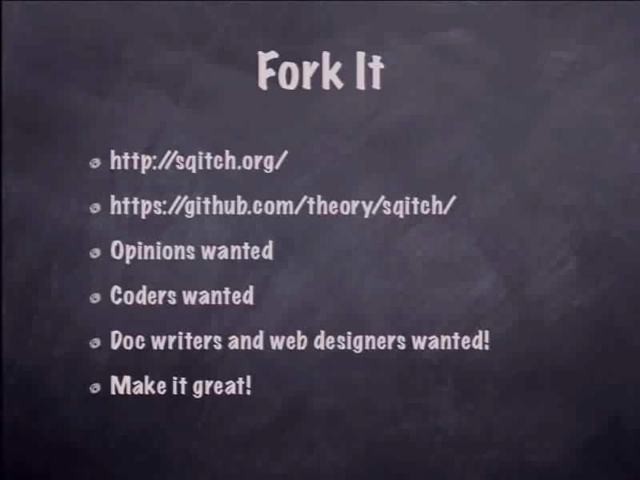 Fork It
http://sqitch.org/
https://github.com/theory/sqitch/
Opinions wanted
Coders wanted
Doc writers and web designers wanted!
Make it great!